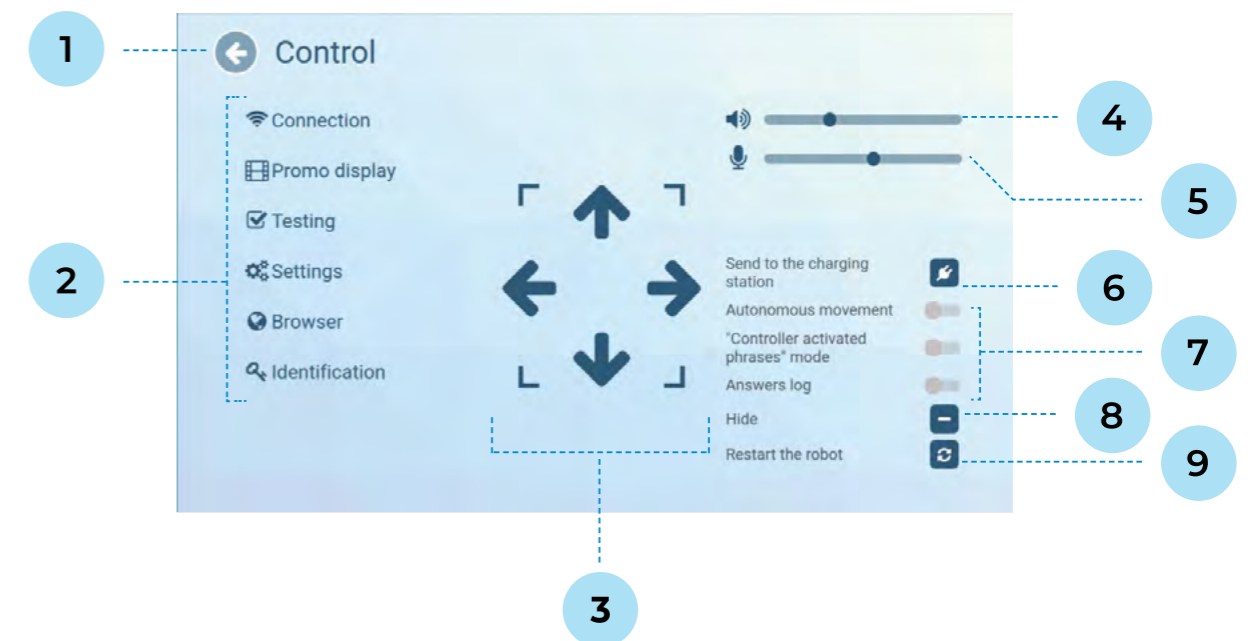 1
Control
Connection
Promo display
Testing
Settings
Browser
Identification
2
3
4
5
Send to the charging
station
6
Autonomous movement
"Controller activated
phrases" mode
Answers log
7
Hide
8
Restart the robot
9